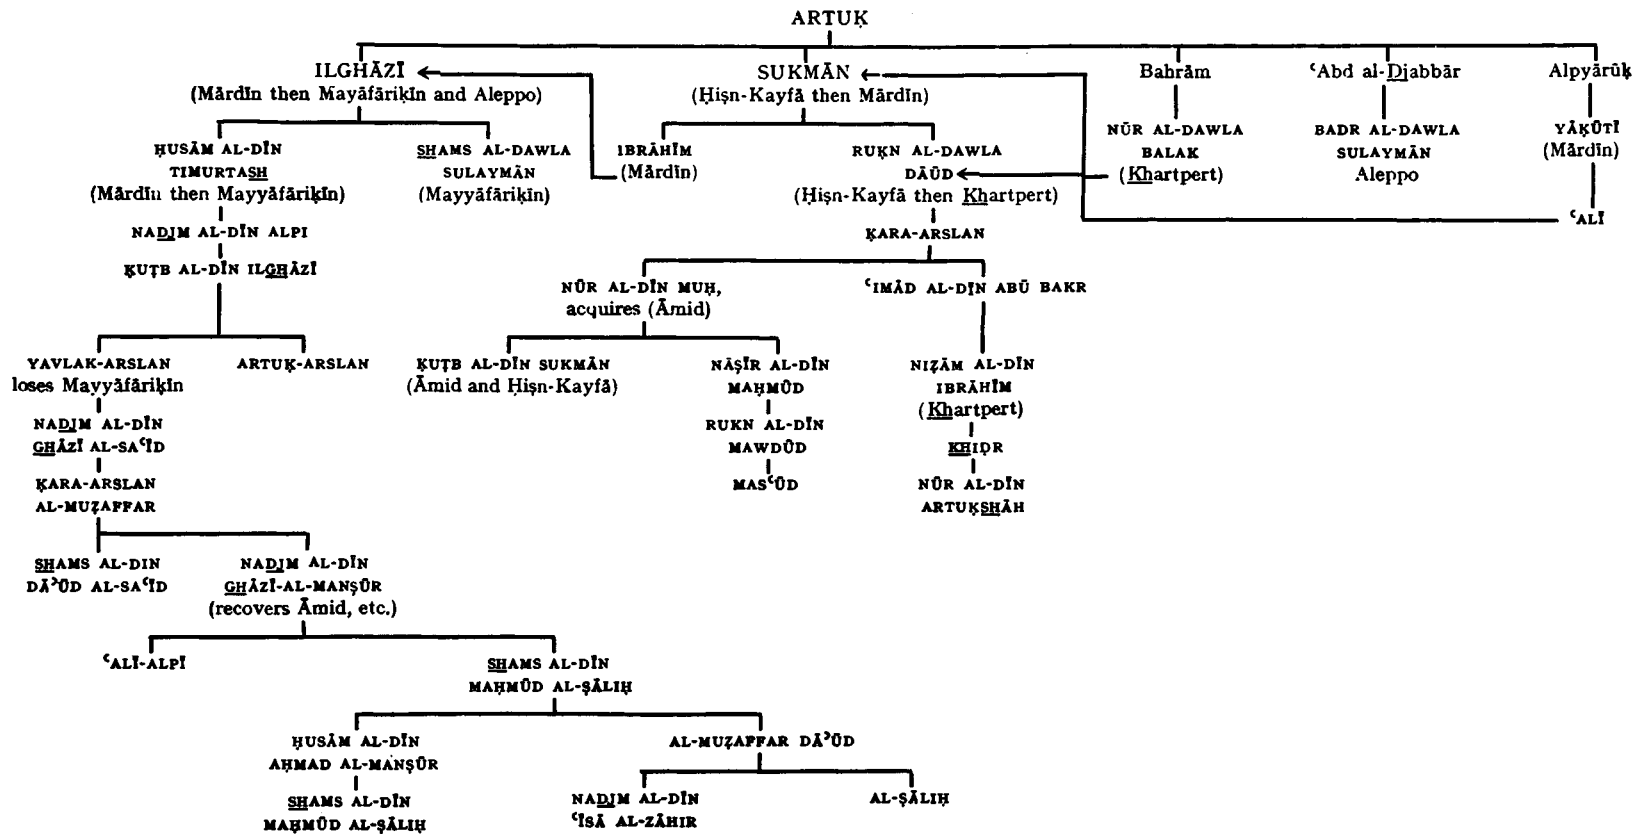 ARTUḲ
ILGHĀZĪ
(Mārdīn then Mayāfāriḳīn and Aleppo)
SUKMĀN
(Ḥiṣn-Kayfā then Mārdīn)
Bahrām
ʿAbd al-Djabbār
Alpyārūḳ
ḤUSĀM AL-DĪN
TIMURTASH
(Mārdīn then Mayyāfāriḳīn)
SHAMS AL-DAWLA
SULAYMĀN
(Mayyāfāriḳīn)
IBRĀHĪM
(Mārdīn)
RUḲN AL-DAWLA
DĀŪD
(Ḥiṣn-Kayfā then Khartpert)
NŪR AL-DAWLA
BALAK
(Khartpert)
BADR AL-DAWLA
SULAYMĀN
Aleppo
YĀḲŪTĪ
(Mārdīn)
ʿALĪ
NADJM AL-DĪN ALPI
ḲARA-ARSLAN
ḲUṬB AL-DĪN ILGHĀZĪ
NŪR AL-DĪN MUḤ,
acquires (Āmid)
ʿIMĀD AL-DĪN ABŪ BAKR
YAVLAK-ARSLAN
loses Mayyāfāriḳīn
ARTUḲ-ARSLAN
ḲUṬB AL-DĪN SUKMĀN
(Āmid and Ḥiṣn-Kayfā)
NĀṢĪR AL-DĪN
MAḤMŪD
NIẒĀM AL-DĪN
IBRĀHĪM
(Khartpert)
NADJM AL-DĪN
GHĀZĪ AL-SAʿĪD
RUKN AL-DĪN
MAWDŪD
KHIḌR
ḲARA-ARSLAN
AL-MUẒAFFAR
MASʿŪD
NŪR AL-DĪN
ARTUḲSHĀH
SHAMS AL-DIN
DĀʾŪD AL-SAʿĪD
NADJM AL-DĪN
GHĀZĪ-AL-MANṢŪR
(recovers Āmid, etc.)
ʿALĪ-ALPĪ
SHAMS AL-DĪN
MAḤMŪD AL-ṢĀLIḤ
ḤUSĀM AL-DĪN
AḤMAD AL-MANṢŪR
AL-MUẒAFFAR DĀʾŪD
SHAMS AL-DĪN
MAḤMŪD AL-ṢĀLIḤ
NADJM AL-DĪN
ʿĪSĀ AL-ZĀHIR
AL-ṢĀLIḤ